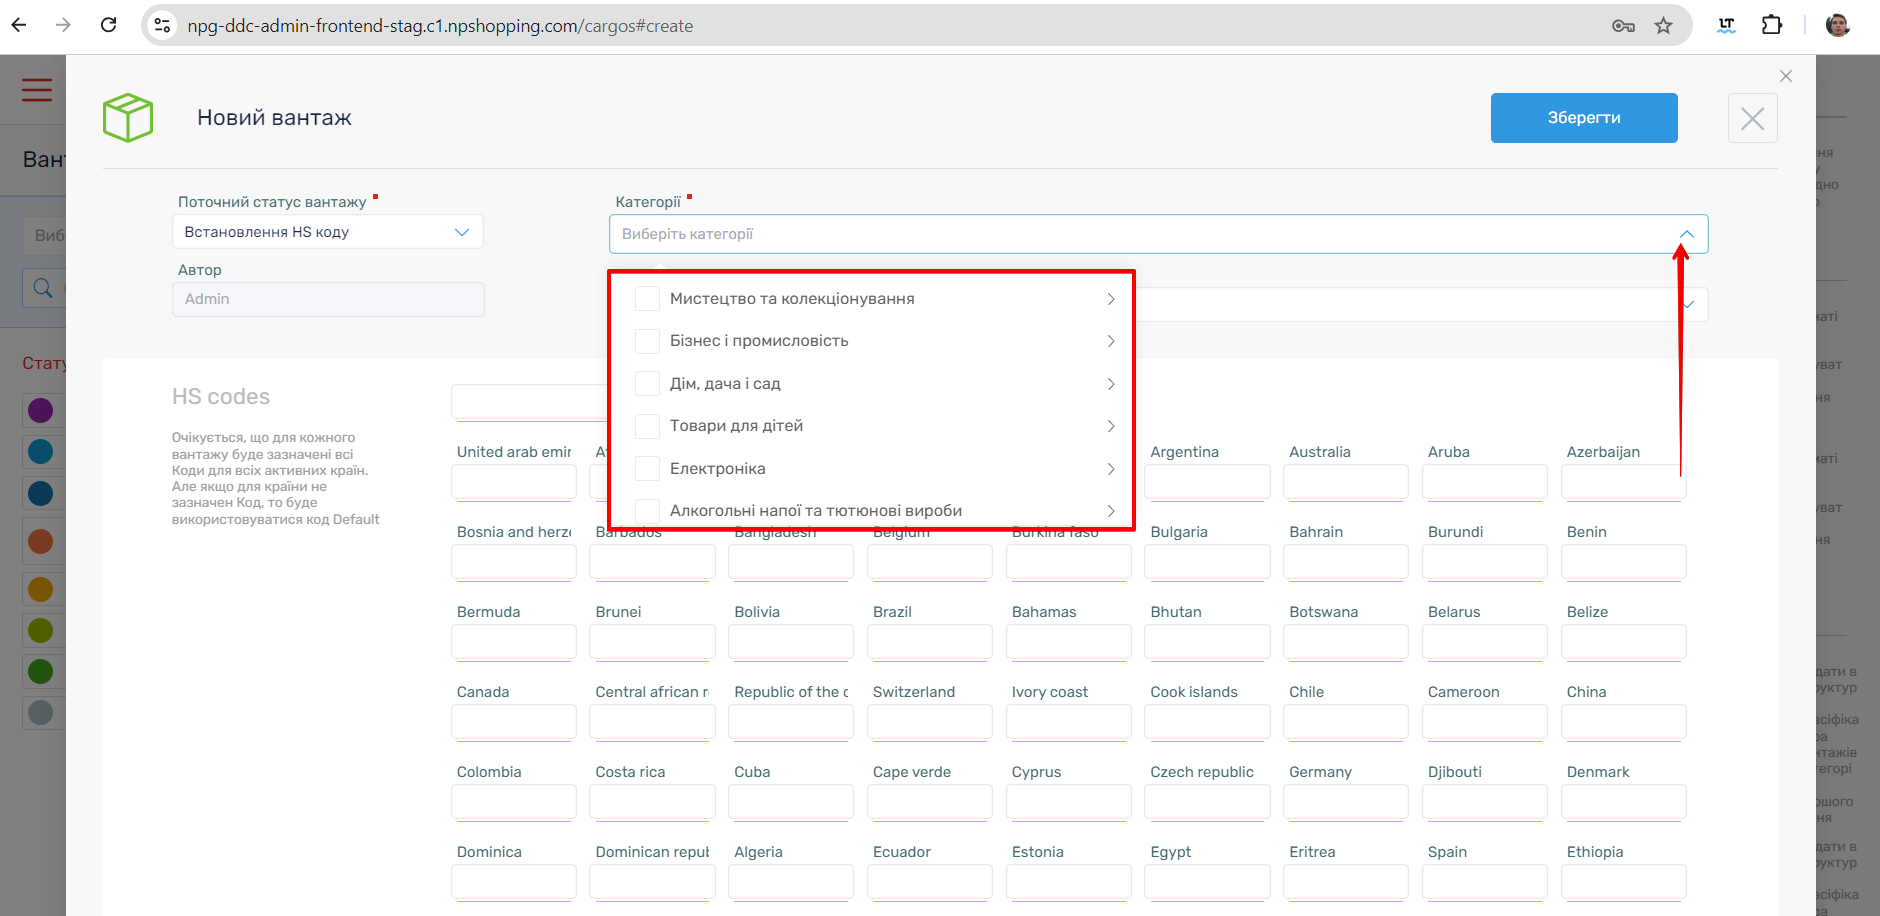 npg-ddc-admin-frontend-stag.c1.npshopping.com/cargos#create
LT
Новий вантаж
Зберегти
Поточний статус вантажу
Категорії
Встановлення HS коду
Виберіть категорії
Автор
Admin
Мистецтво та колекціонування
Бізнес і промисловість
Дім, дача і сад
Товари для дітей
Електроніка
Алкогольні напої та тютюнові вироби
HS codes
Очікується, що для кожного
вантажу буде зазначені всі
Коди для всіх активних країн.
Але якщо для країни не
зазначен Код, то буде
використовуватися код Default
United arab emir
Argentina
Australia
Aruba
Azerbaijan
Bosnia and herze
Barbados
Bangladesh
Belgium
Burkina faso
Bulgaria
Bahrain
Burundi
Benin
Bermuda
Brunei
Bolivia
Brazil
Bahamas
Bhutan
Botswana
Belarus
Belize
Canada
Central african r
Republic of the c
Switzerland
Ivory coast
Cook islands
Chile
Cameroon
China
Colombia
Costa rica
Cuba
Cape verde
Cyprus
Czech republic
Germany
Djibouti
Denmark
Dominica
Dominican repub
Algeria
Ecuador
Estonia
Egypt
Eritrea
Spain
Ethiopia